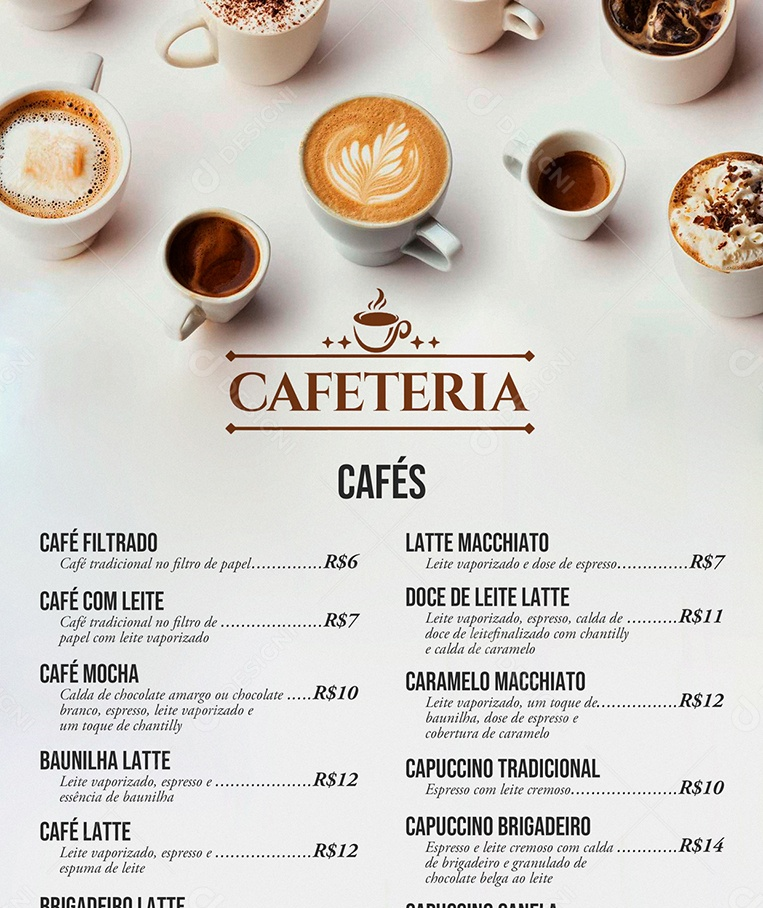 CAFETERIA
CAFÉS
CAFÉ FILTRADO
Café tradicional no filtro de papel..............R$6
CAFÉ COM LEITE
Café tradicional no filtro de ....................R$7
papel com leite vaporizado
CAFÉ MOCHA
Calda de chocolate amargo ou chocolate .....R$10
branco, espresso, leite vaporizado e
um toque de chantilly
BAUNILHA LATTE
Leite vaporizado, espresso e ...................R$12
essência de baunilha
CAFÉ LATTE
Leite vaporizado, espresso e ...................R$12
espuma de leite
BRIGADEIRO LATTE
LATTE MACCHIATO
Leite vaporizado e dose de espresso..............R$7
DOCE DE LEITE LATTE
Leite vaporizado, espresso, calda de ..........R$11
doce de leitefinalizado com chantilly
e calda de caramelo
CARAMELO MACCHIATO
Leite vaporizado, um toque de................R$12
baunilha, dose de espresso e
cobertura de caramelo
CAPUCCINO TRADICIONAL
Espresso com leite cremoso.....................R$10
CAPUCCINO BRIGADEIRO
Espresso e leite cremoso com calda ............R$14
de brigadeiro e granulado de
chocolate belga ao leite
CAPUCCINO CANELA